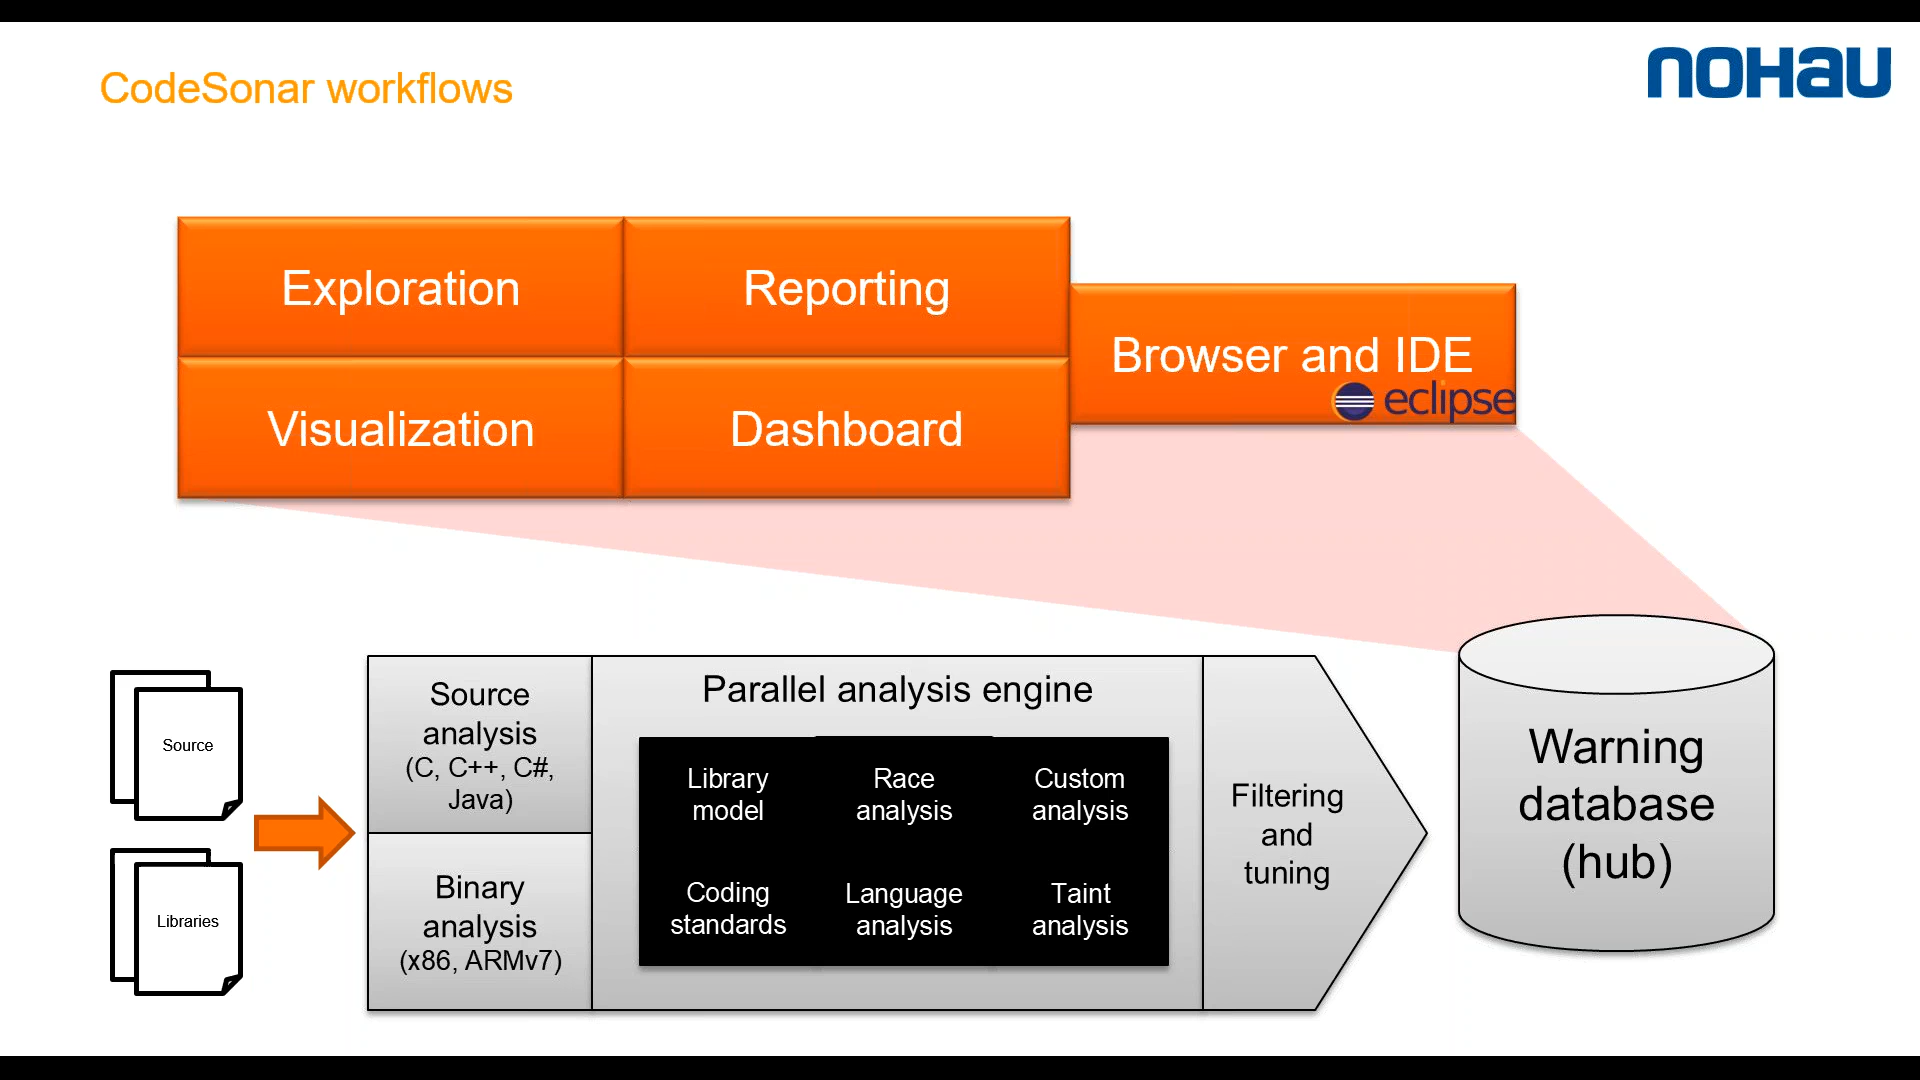 CodeSonar workflows
noHau
Exploration
Reporting
Browser and IDE
eclipse
Visualization
Dashboard
Source
Libraries
Source
analysis
(C, C++, C#,
Java)
Binary
analysis
(x86, ARMv7)
Parallel analysis engine
Library
model
Race
analysis
Custom
analysis
Coding
standards
Language
analysis
Taint
analysis
Filtering
and
tuning
Warning
database
(hub)